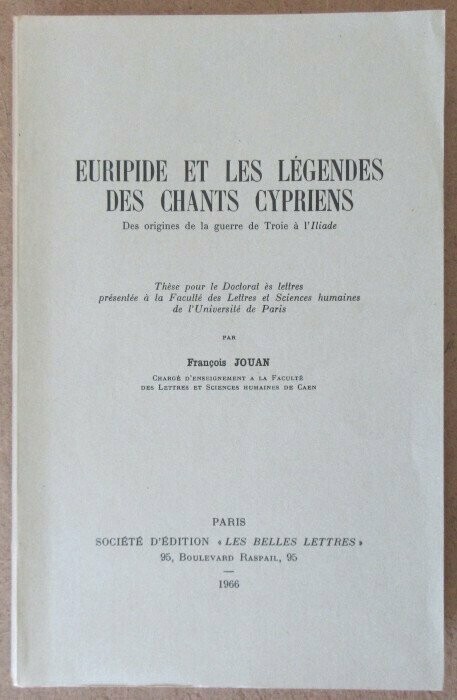 EURIPIDE ET LES LÉGENDES
DES CHANTS CYPRIENS
Des origines de la guerre de Troie à l'Iliade
Thèse pour le Doctorat ès lettres
présentée à la Faculté des Lettres et Sciences humaines
de l'Université de Paris
PAR
François JOUAN
CHARGÉ D'ENSEIGNEMENT A LA FACULTÉ
DES LETTRES ET SCIENCES HUMAINES DE CAEN
PARIS
SOCIÉTÉ D'ÉDITION « LES BELLES LETTRES »
95, BOULEVARD RASPAIL, 95
—
1966